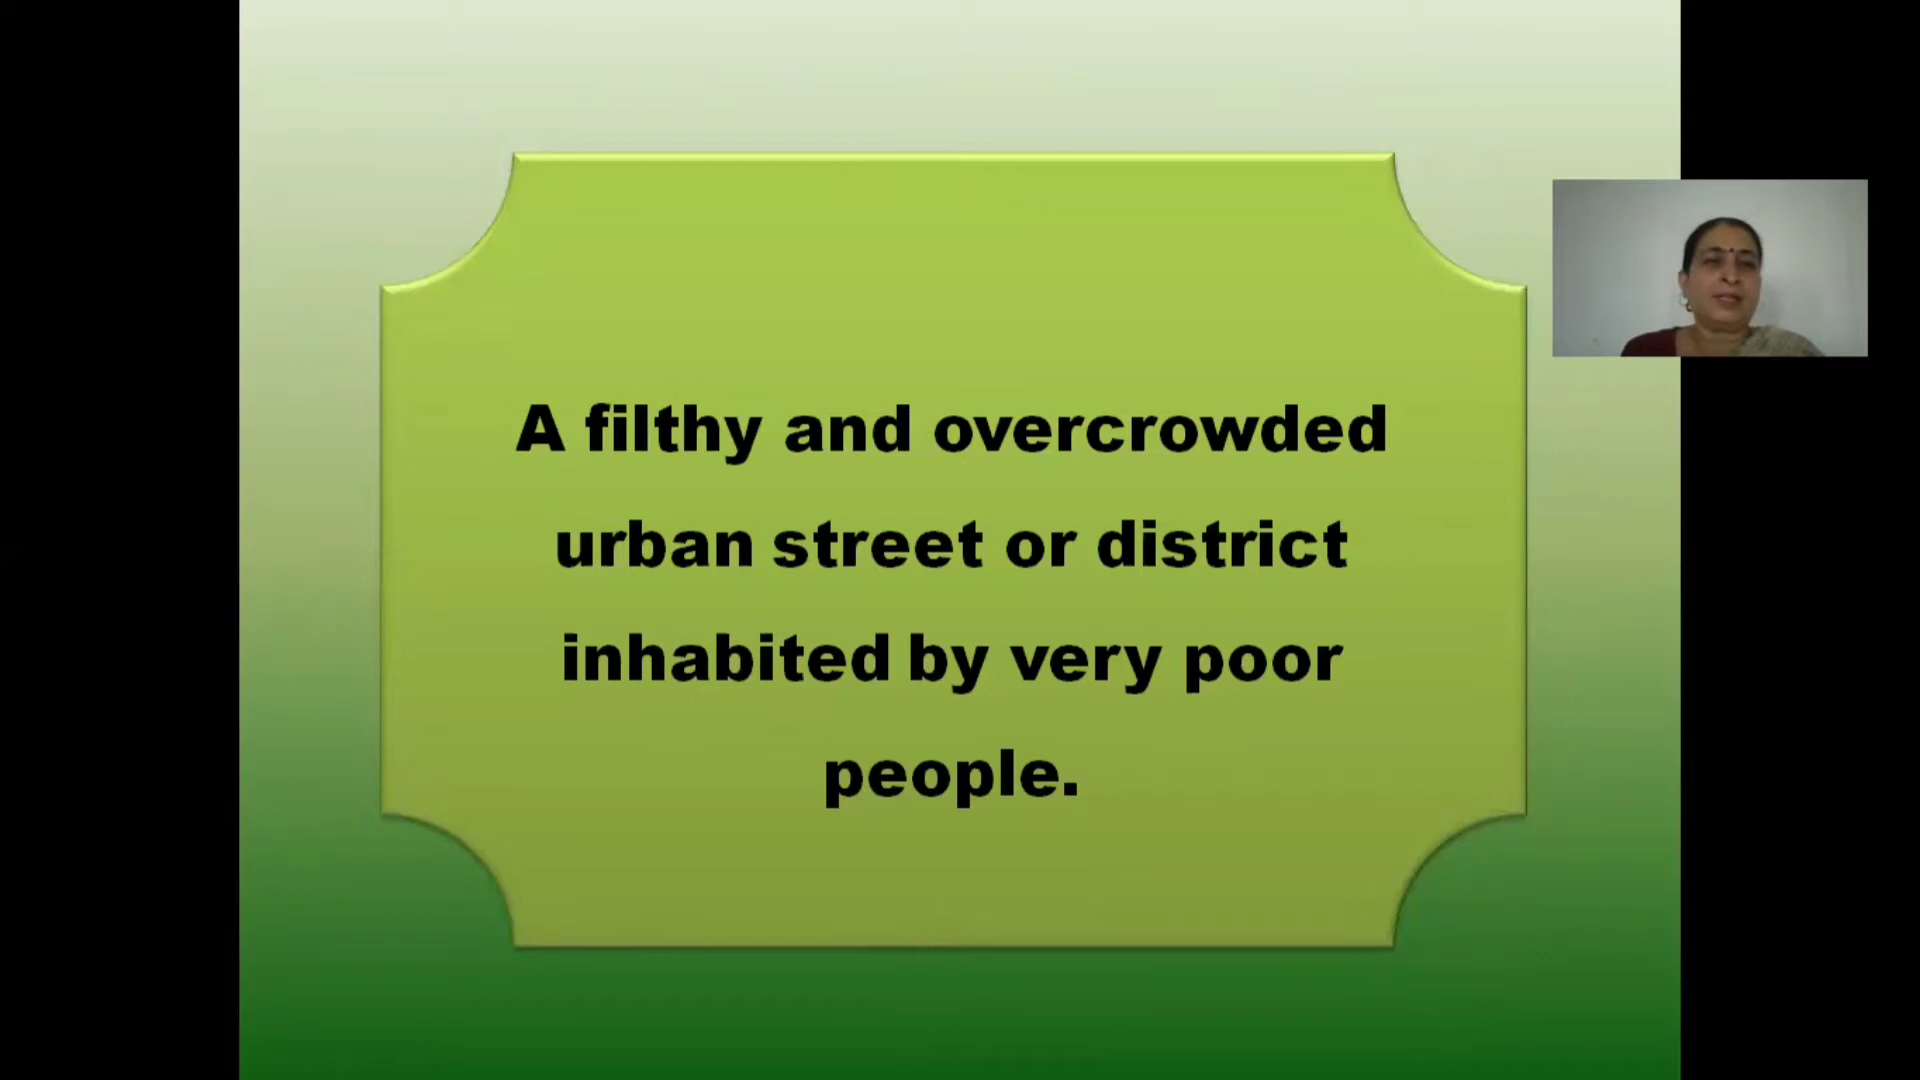 A filthy and overcrowded
urban street or district
inhabited by very poor
people.